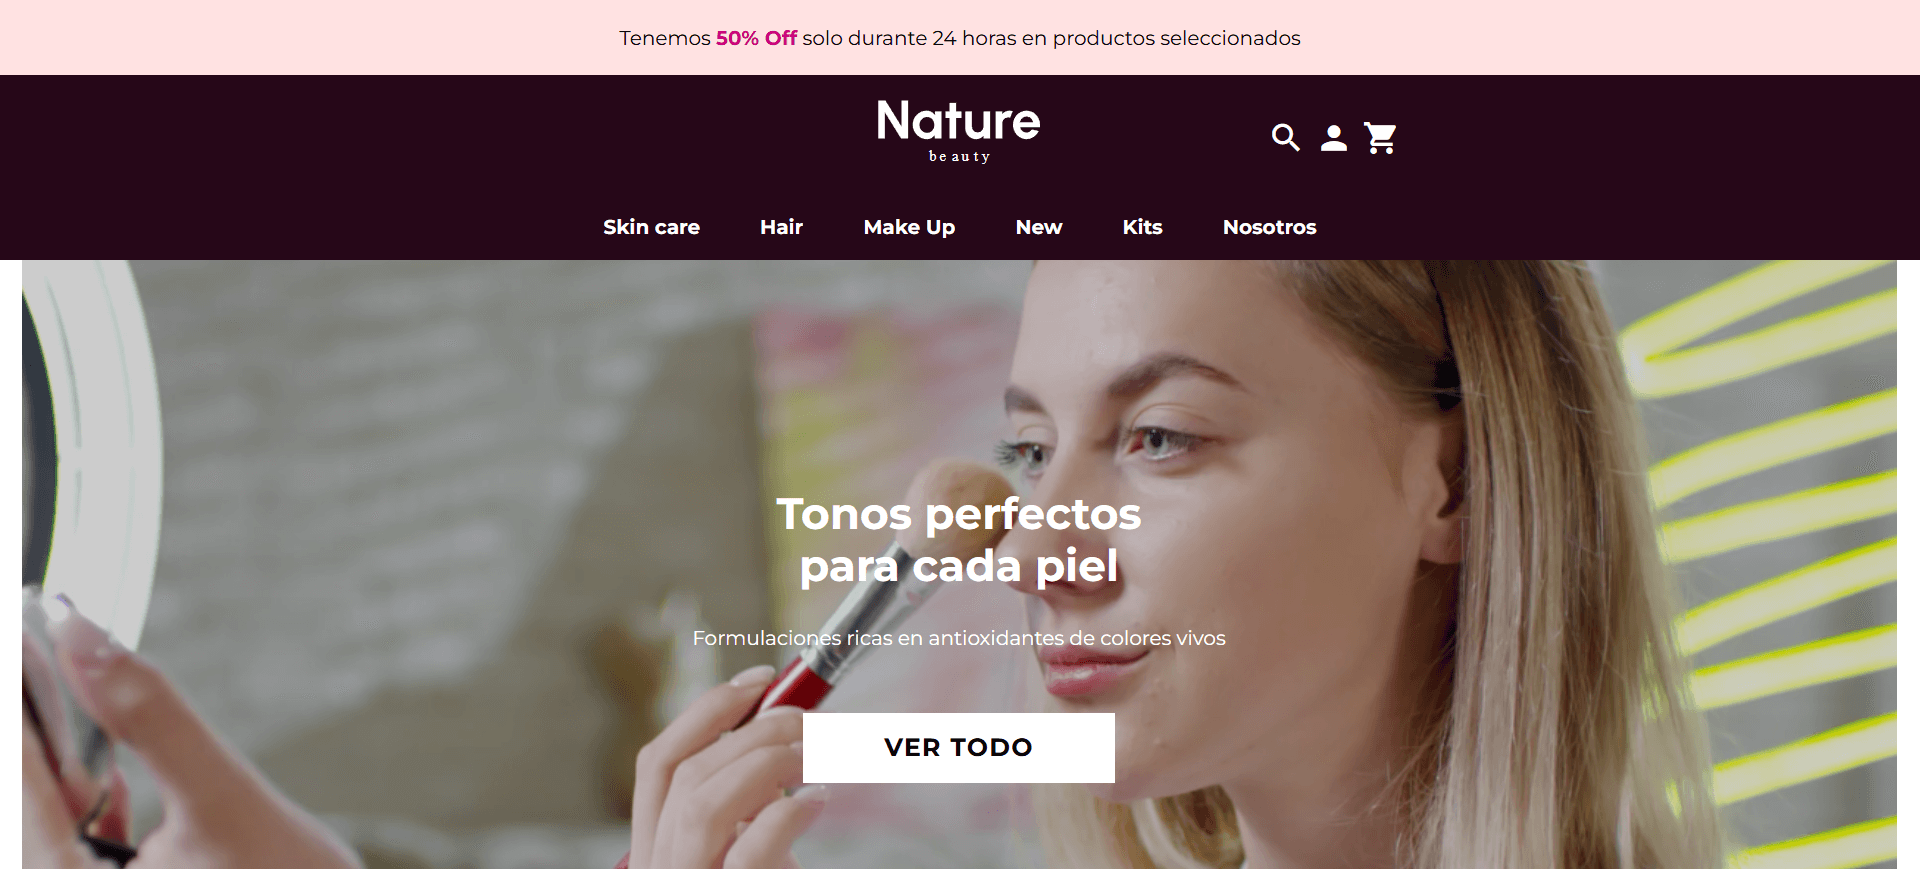 Tenemos 50% Off solo durante 24 horas en productos seleccionados
Nature
beauty
Skin care Hair Make Up New Kits Nosotros
Tonos perfectos
para cada piel
Formulaciones ricas en antioxidantes de colores vivos
VER TODO